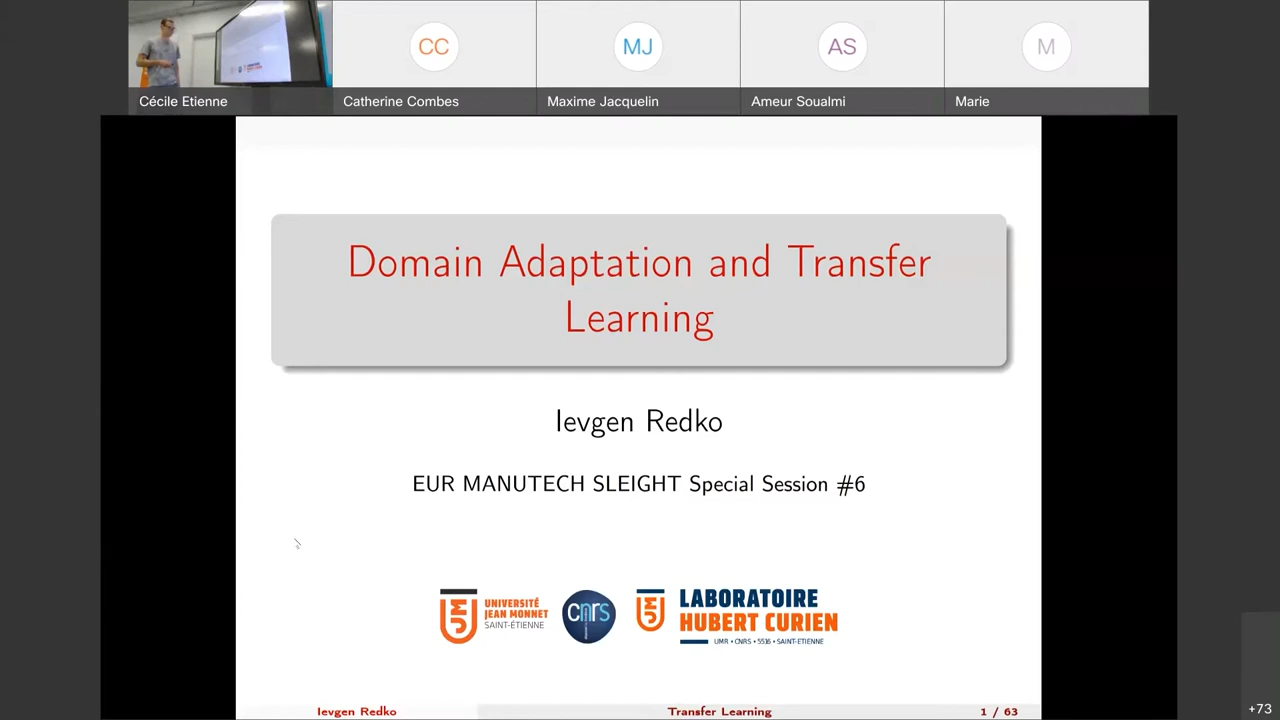 CC
MJ
AS
M
Cécile Etienne
Catherine Combes
Maxime Jacquelin
Ameur Soualmi
Marie
Domain Adaptation and Transfer
Learning
Ievgen Redko
EUR MANUTECH SLEIGHT Special Session #6
UNIVERSITÉ
JEAN MONNET
SAINT-ÉTIENNE
cnrs
LABORATOIRE
HUBERT CURIEN
UMR • CNRS • 5516 • SAINT-ETIENNE
Ievgen Redko
Transfer Learning
1 / 63
+73